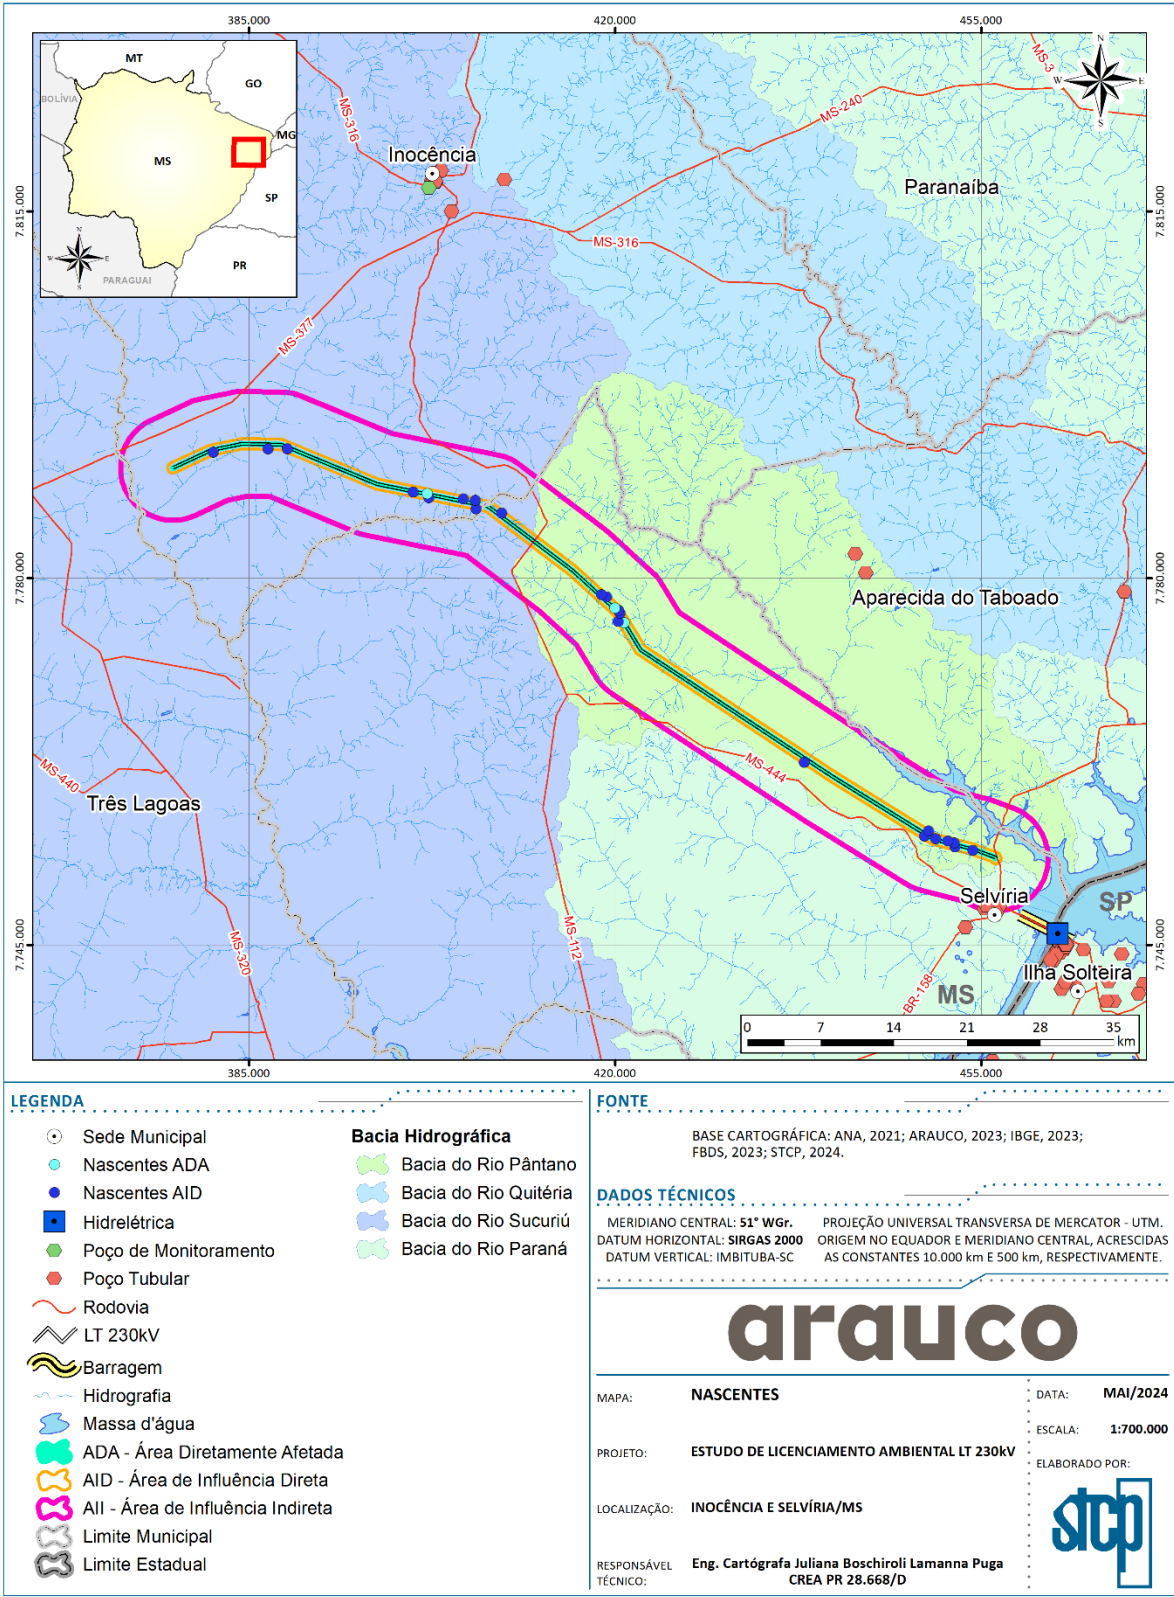 385.000
420.000
455.000
7.815.000
7.780.000
7.745.000
7.815.000
7.780.000
7.745.000
385.000
420.000
455.000
MT
GO
BOLÍVIA
MG
MS
SP
PR
PARAGUAI
N
W
E
S
N
W
E
S
MS-316
Inocência
MS-240
MS-3
Paranaíba
MS-316
MS-377
Aparecida do Taboado
MS-440
Três Lagoas
MS-444
MS-320
MS-112
Selvíria
SP
Ilha Solteira
BR-158
MS
0 7 14 21 28 35
km
LEGENDA
Sede Municipal
Nascentes ADA
Nascentes AID
Hidrelétrica
Poço de Monitoramento
Poço Tubular
Rodovia
LT 230kV
Barragem
Hidrografia
Massa d'água
ADA - Área Diretamente Afetada
AID - Área de Influência Direta
AII - Área de Influência Indireta
Limite Municipal
Limite Estadual
Bacia Hidrográfica
Bacia do Rio Pântano
Bacia do Rio Quitéria
Bacia do Rio Sucuriú
Bacia do Rio Paraná
FONTE
BASE CARTOGRÁFICA: ANA, 2021; ARAUCO, 2023; IBGE, 2023;
FBDS, 2023; STCP, 2024.
DADOS TÉCNICOS
MERIDIANO CENTRAL: 51° WGr.
DATUM HORIZONTAL: SIRGAS 2000
DATUM VERTICAL: IMBITUBA-SC
PROJEÇÃO UNIVERSAL TRANSVERSA DE MERCATOR - UTM.
ORIGEM NO EQUADOR E MERIDIANO CENTRAL, ACRESCIDAS
AS CONSTANTES 10.000 km E 500 km, RESPECTIVAMENTE.
arauco
MAPA: NASCENTES
PROJETO: ESTUDO DE LICENCIAMENTO AMBIENTAL LT 230kV
LOCALIZAÇÃO: INOCÊNCIA E SELVÍRIA/MS
RESPONSÁVEL
TÉCNICO:
Eng. Cartógrafa Juliana Boschiroli Lamanna Puga
CREA PR 28.668/D
DATA: MAI/2024
ESCALA: 1:700.000
ELABORADO POR:
stcp